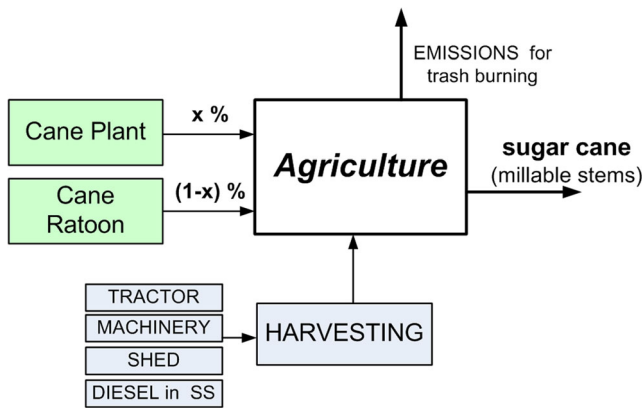 EMISSIONS for
trash burning
Cane Plant
x %
Agriculture
sugar cane
(millable stems)
Cane
Ratoon
(1-x) %
TRACTOR
MACHINERY
SHED
DIESEL in SS
HARVESTING